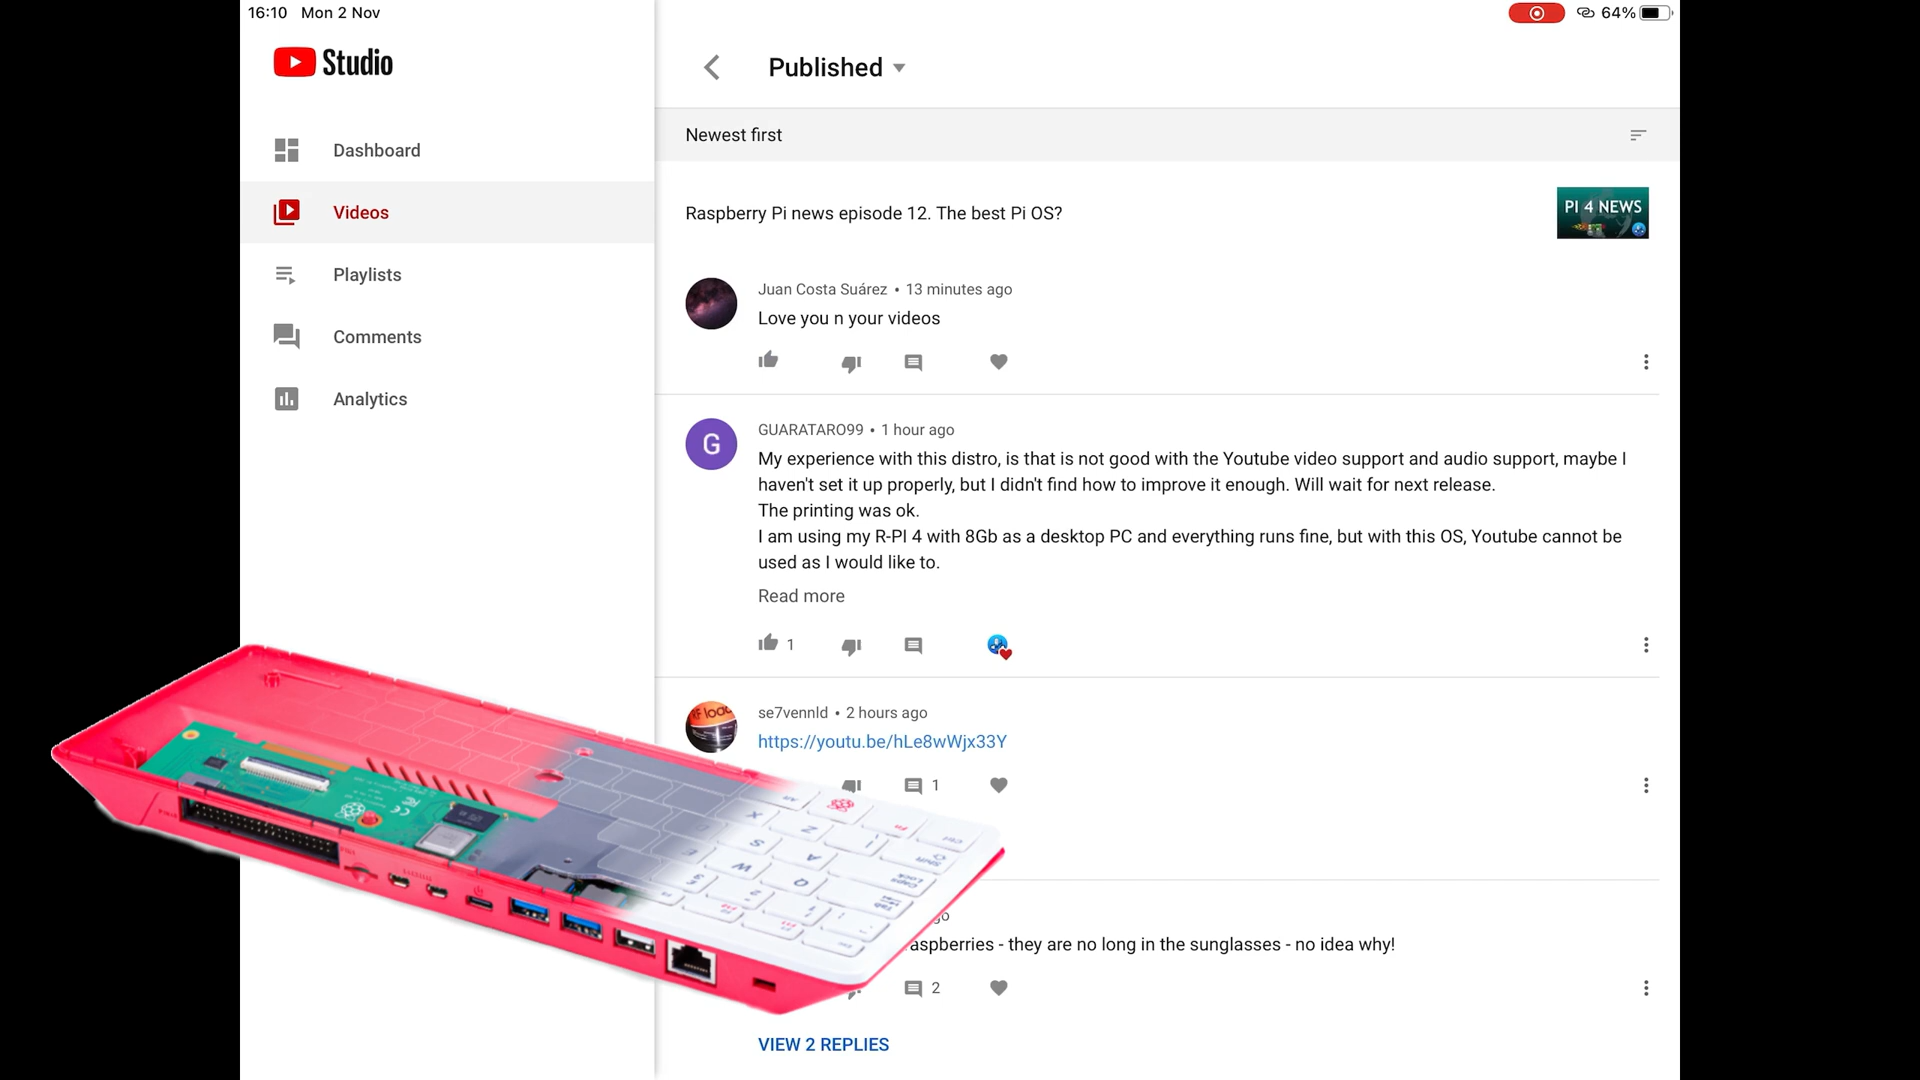 16:10 Mon 2 Nov
64%
Studio
Published
Dashboard
Newest first
Videos
Raspberry Pi news episode 12. The best Pi OS?
PI 4 NEWS
Playlists
Juan Costa Suárez • 13 minutes ago
Love you n your videos
Comments
Analytics
G
GUARATARO99 • 1 hour ago
My experience with this distro, is that is not good with the Youtube video support and audio support, maybe I
haven't set it up properly, but I didn't find how to improve it enough. Will wait for next release.
The printing was ok.
I am using my R-PI 4 with 8Gb as a desktop PC and everything runs fine, but with this OS, Youtube cannot be
used as I would like to.
Read more
1
se7vennld • 2 hours ago
https://youtu.be/hLe8wWjx33Y
1
go
aspberries - they are no long in the sunglasses - no idea why!
2
VIEW 2 REPLIES